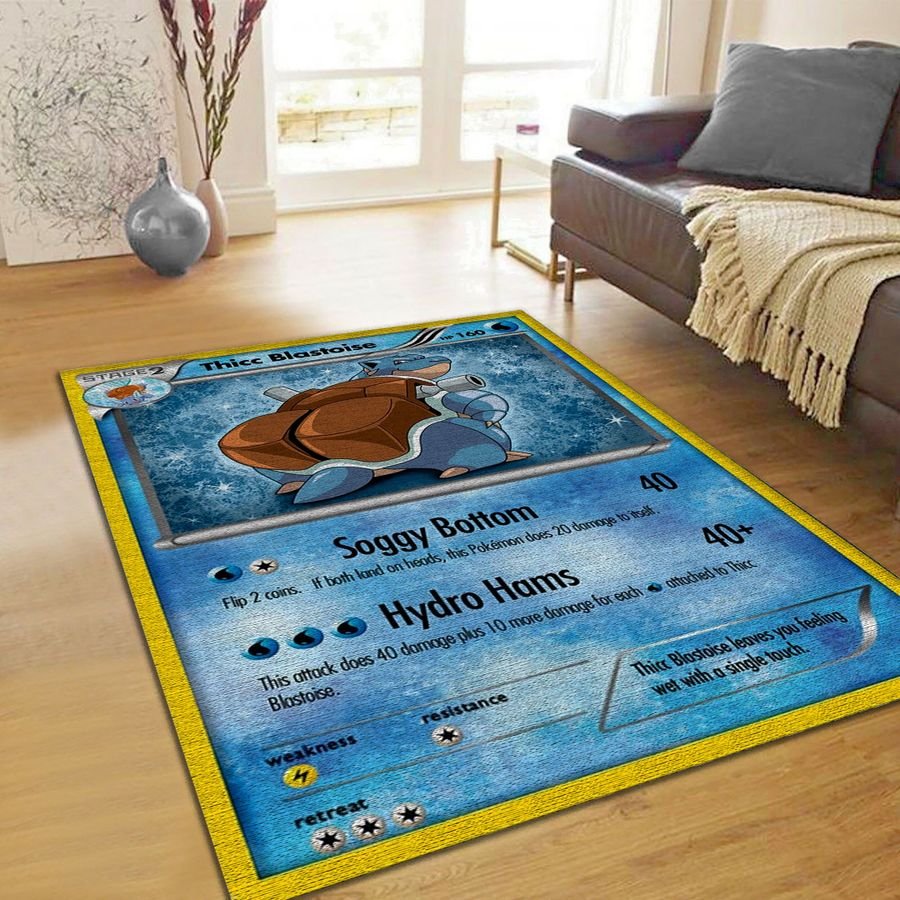 STAGE2 Thicc Blastoise HP 160
Soggy Bottom 40
Flip 2 coins. If both land on heads, this Pokémon does 20 damage to itself.
Hydro Hams 40+
This attack does 40 damage plus 10 more damage for each attached to Thicc
Blastoise.
Thicc Blastoise leaves you feeling
wet with a single touch.
weakness
resistance
retreat